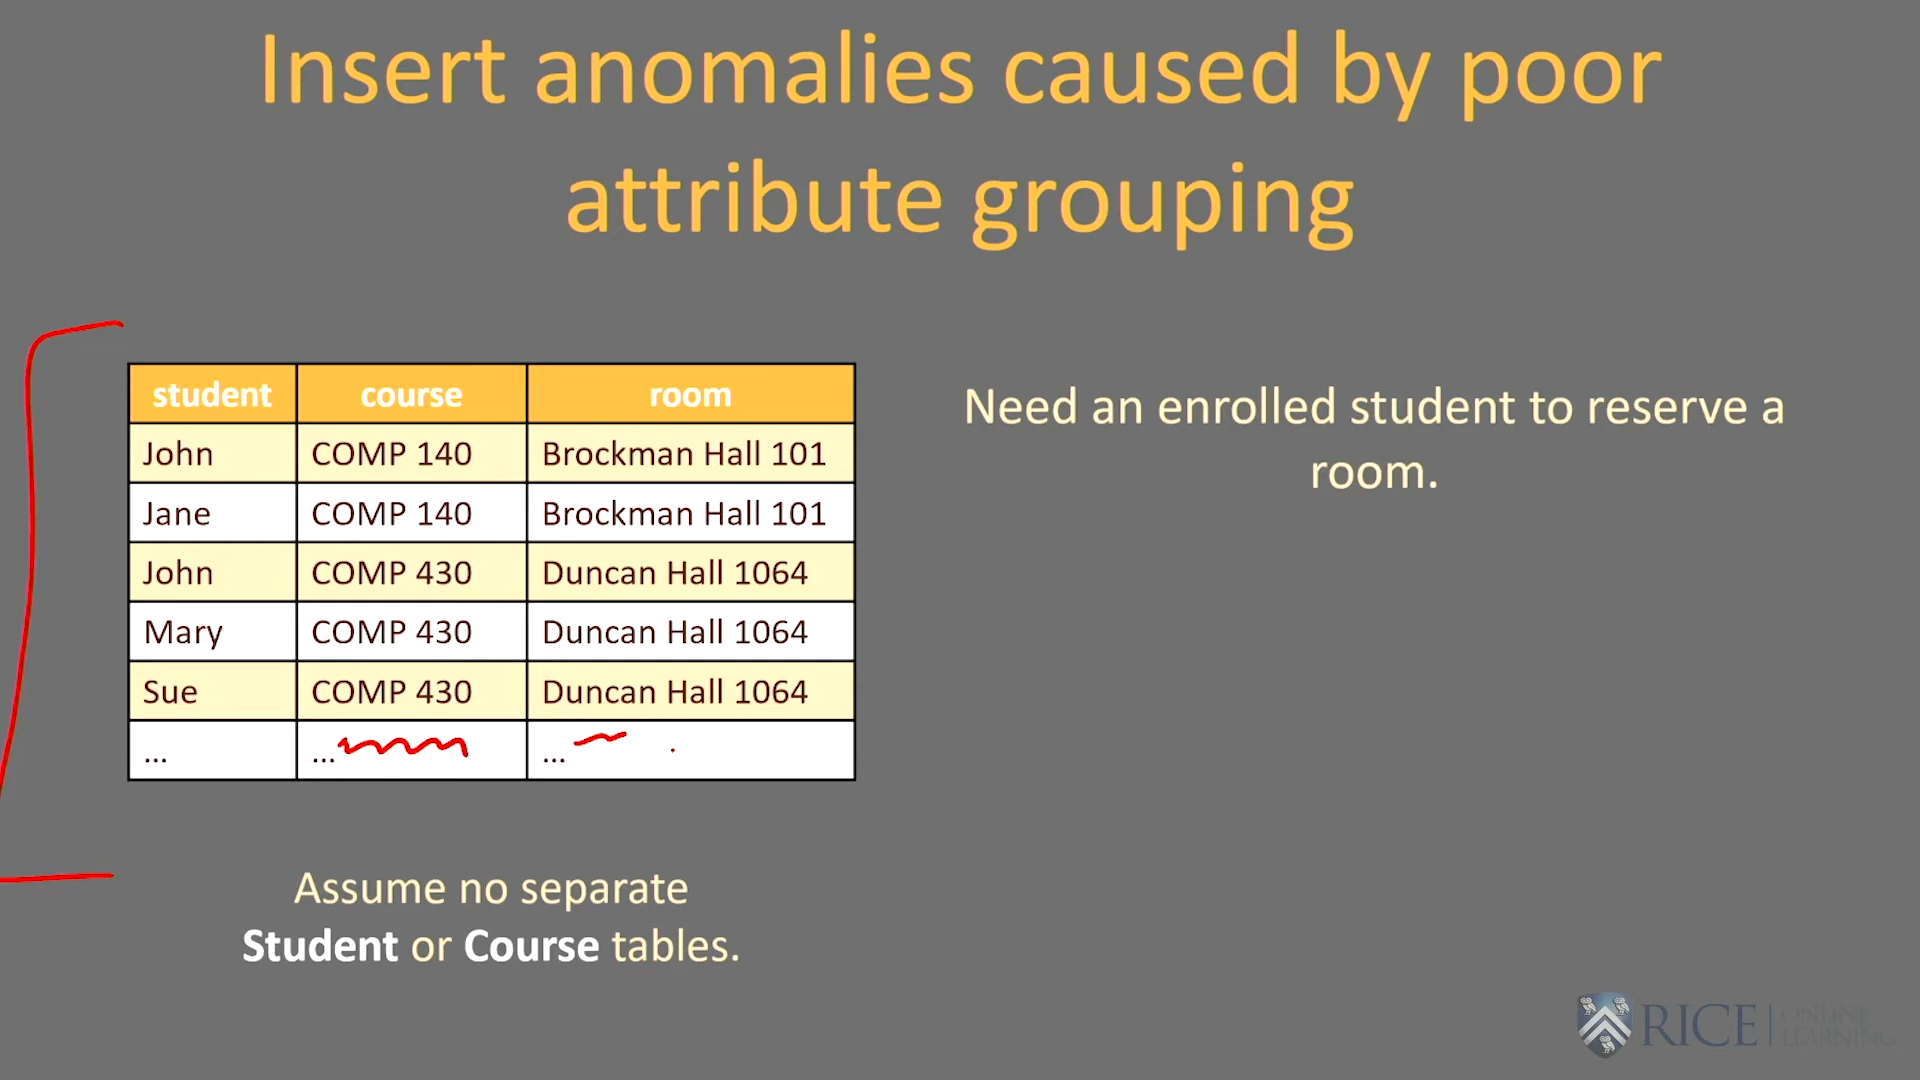 Insert anomalies caused by poor
attribute grouping
student course room
John COMP 140 Brockman Hall 101
Jane COMP 140 Brockman Hall 101
John COMP 430 Duncan Hall 1064
Mary COMP 430 Duncan Hall 1064
Sue COMP 430 Duncan Hall 1064
... ... ...
Need an enrolled student to reserve a
room.
Assume no separate
Student or Course tables.
RICE
ONLINE
LEARNING